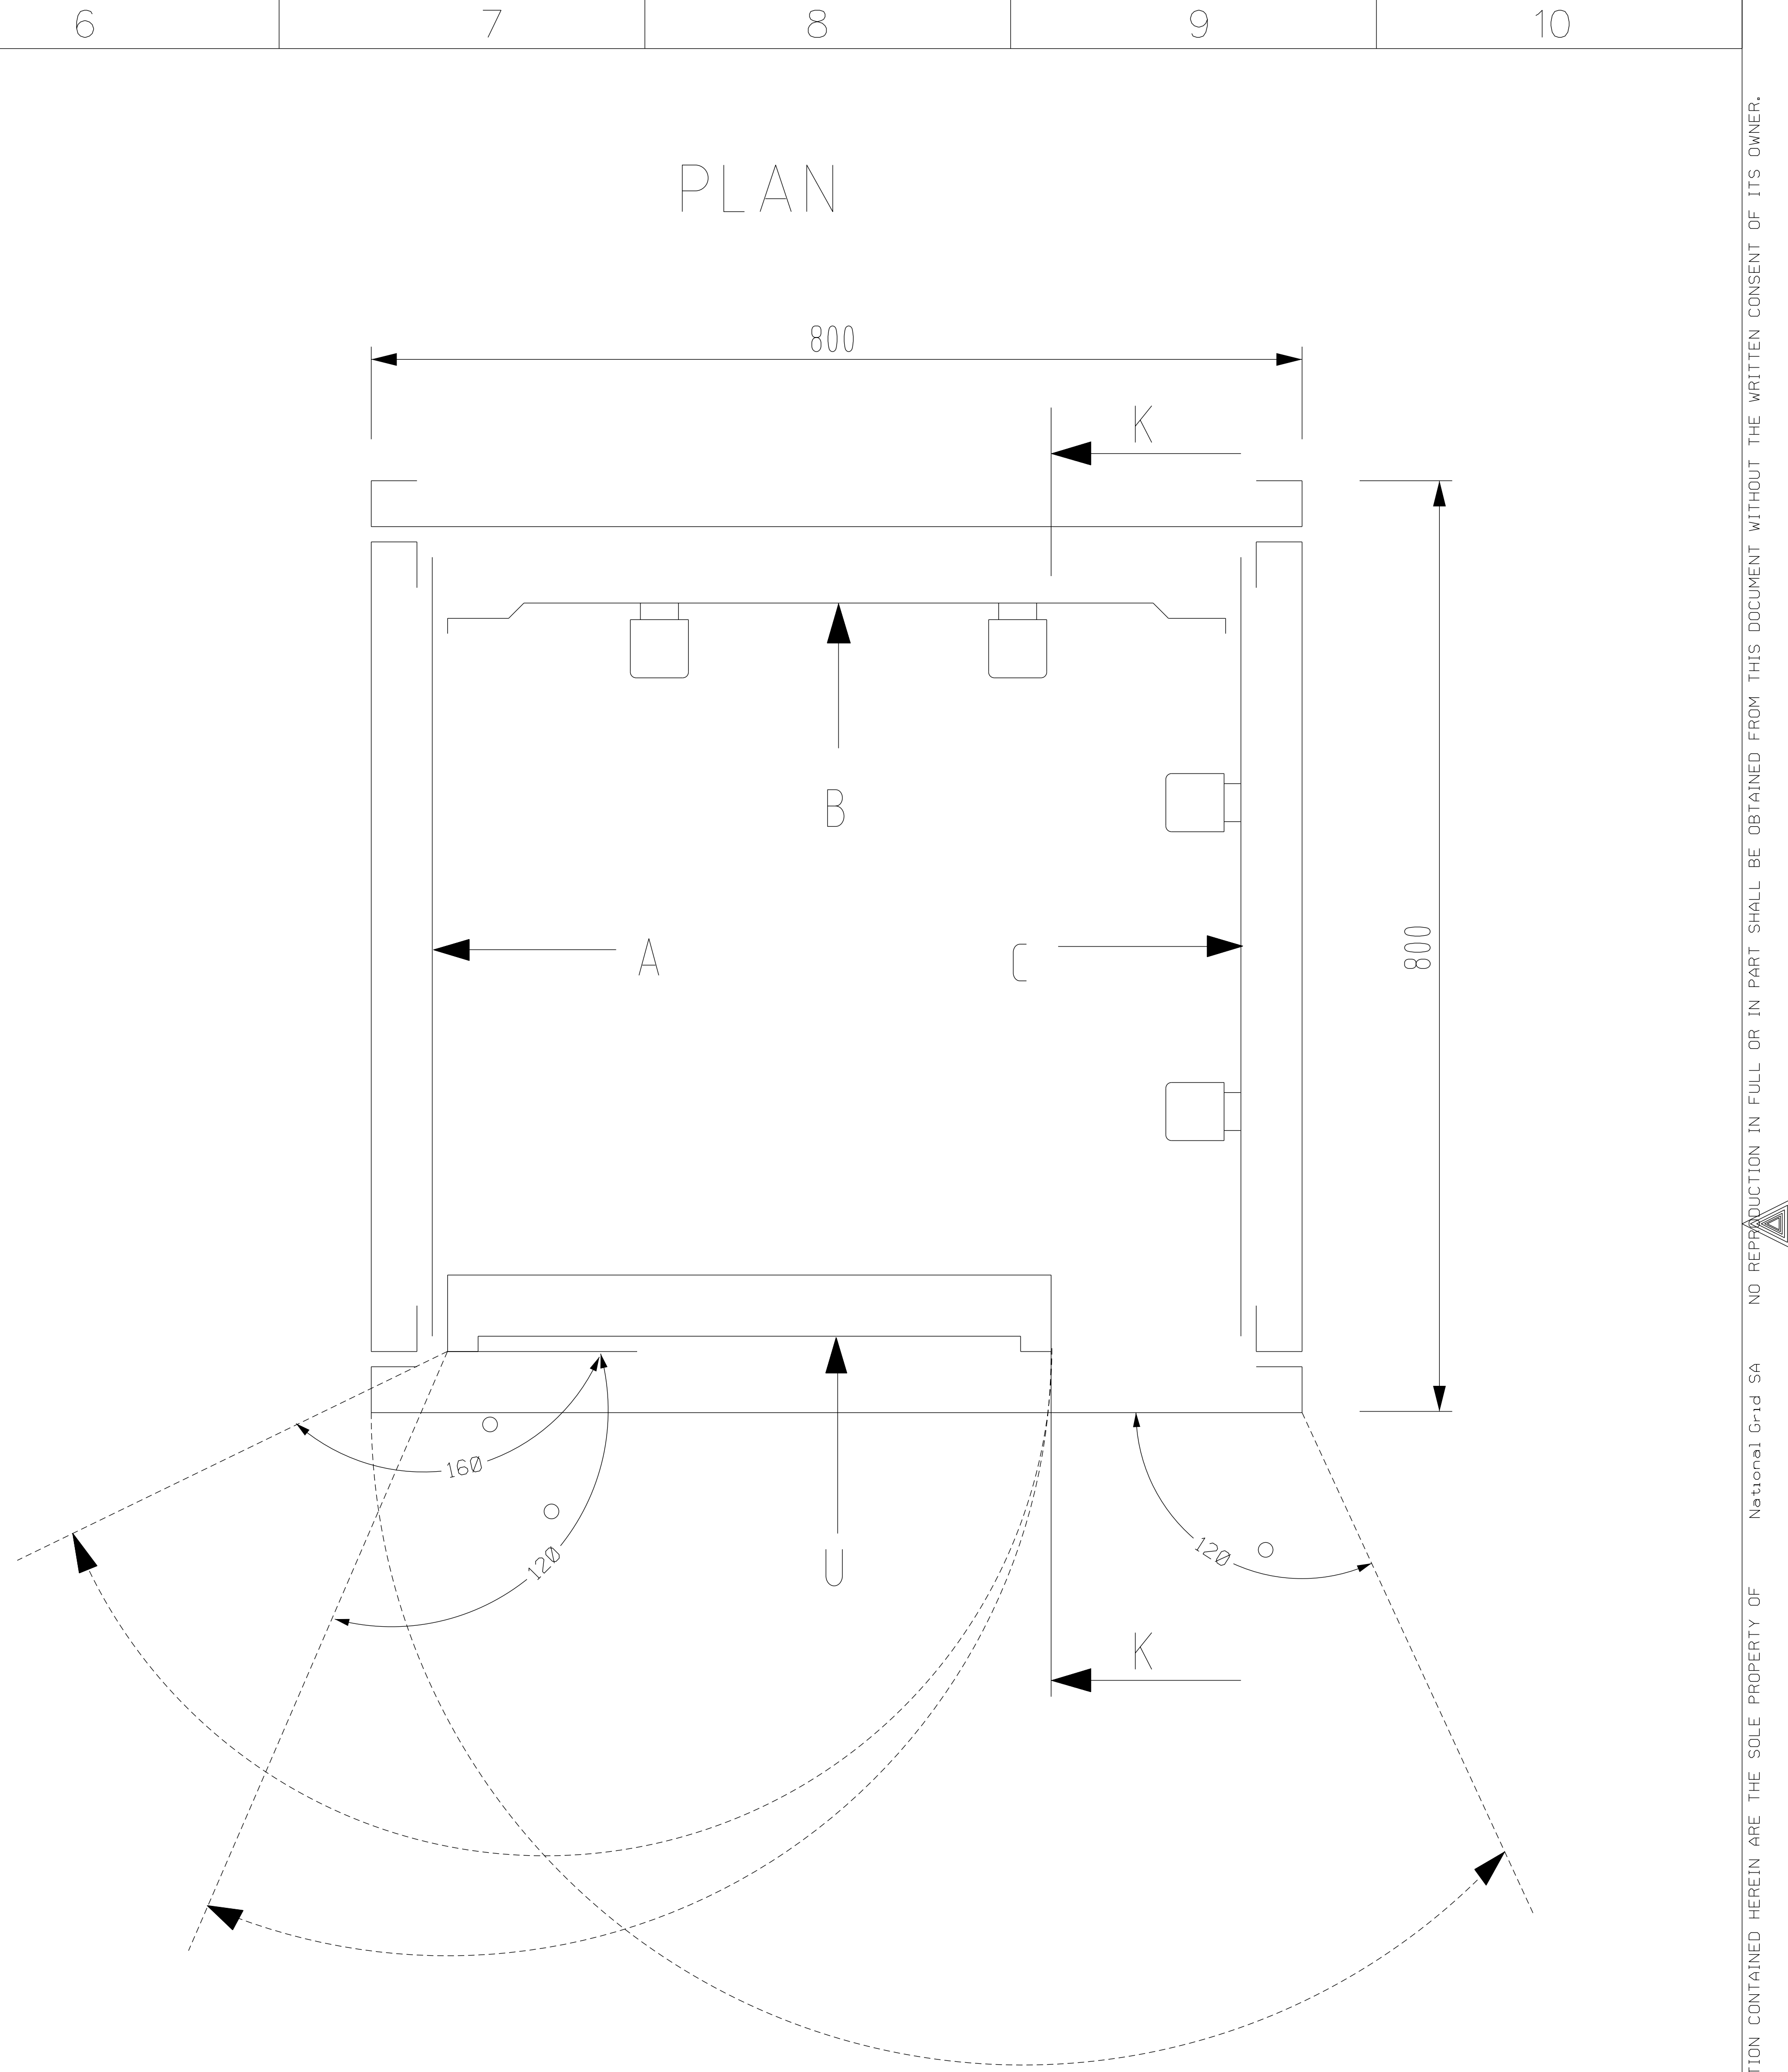 6 7 8 9 10
PLAN
800
K
B
A
C
800
160°
120°
120°
U
K
TION CONTAINED HEREIN ARE THE SOLE PROPERTY OF National Grid SA NO REPRODUCTION IN FULL OR IN PART SHALL BE OBTAINED FROM THIS DOCUMENT WITHOUT THE WRITTEN CONSENT OF ITS OWNER.